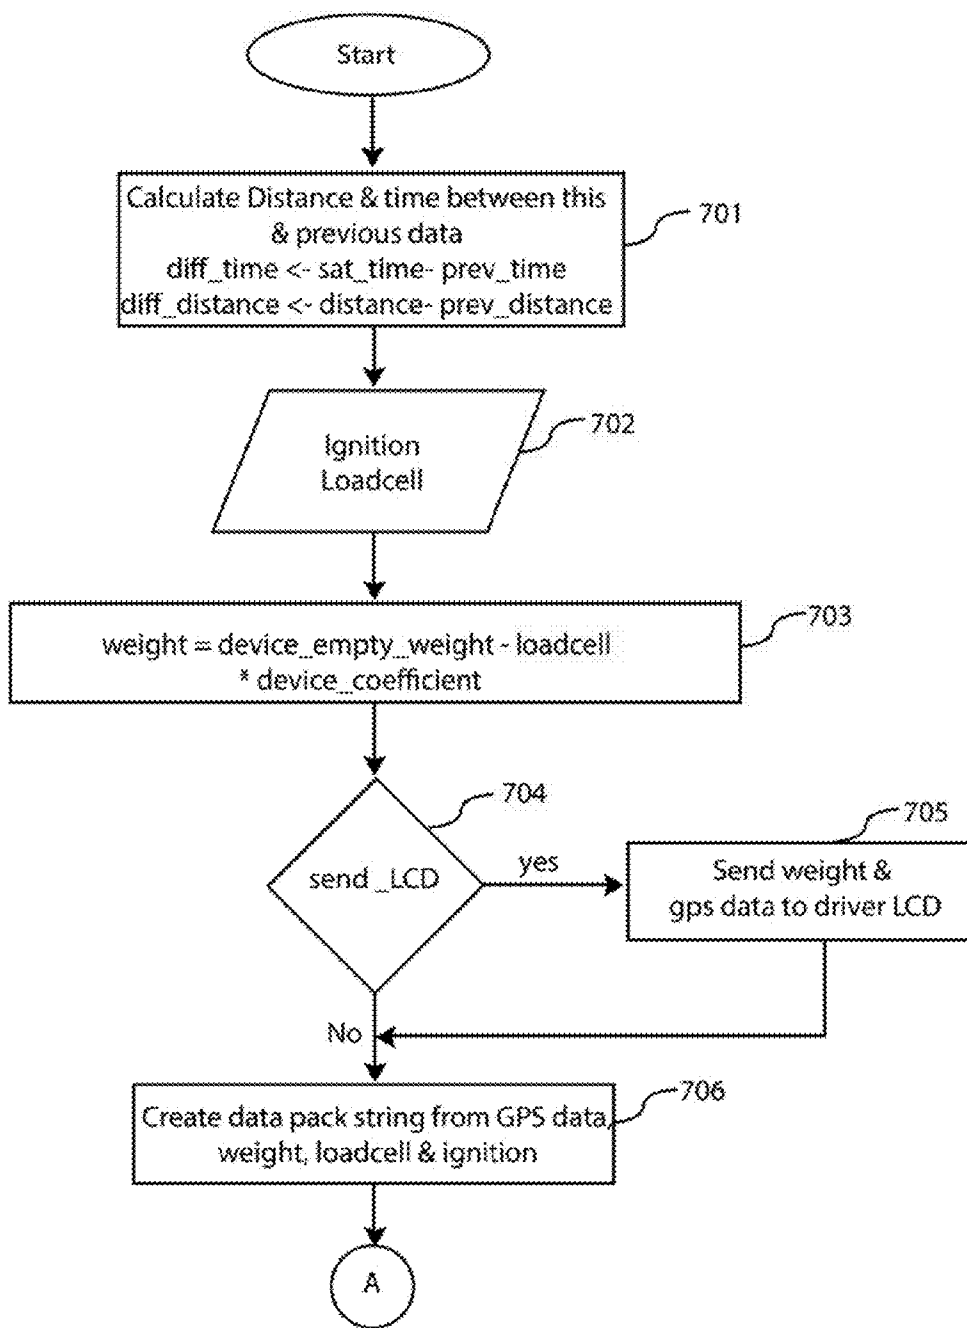 Start
Calculate Distance & time between this
& previous data
diff_time <- sat_time- prev_time
diff_distance <- distance- prev_distance
701
Ignition
Loadcell
702
weight = device_empty_weight - loadcell
* device_coefficient
703
send _LCD
704
yes
Send weight &
gps data to driver LCD
705
No
Create data pack string from GPS data,
weight, loadcell & ignition
706
A